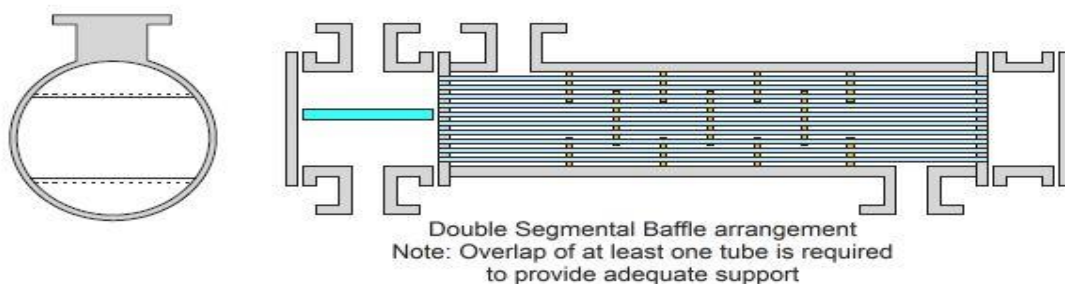 Double Segmental Baffle arrangement
Note: Overlap of at least one tube is required
to provide adequate support